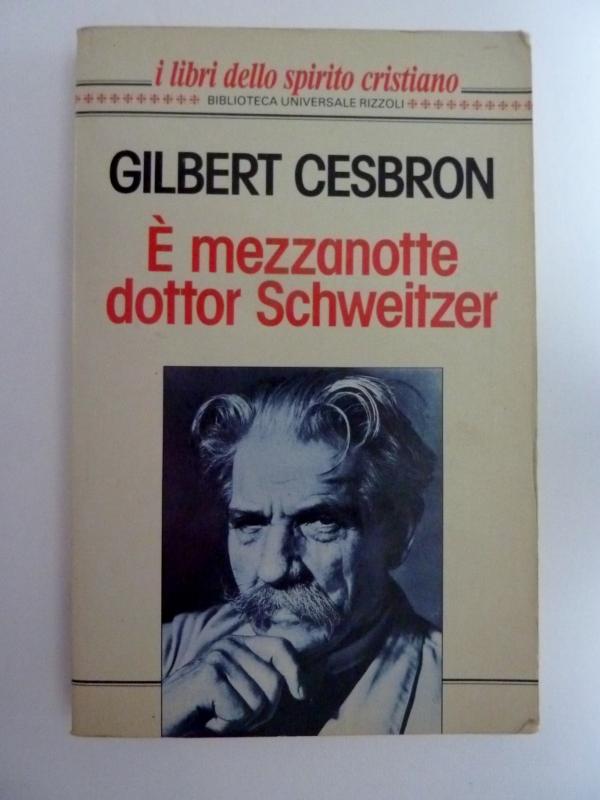 i libri dello spirito cristiano
BIBLIOTECA UNIVERSALE RIZZOLI
GILBERT CESBRON
È mezzanotte
dottor Schweitzer